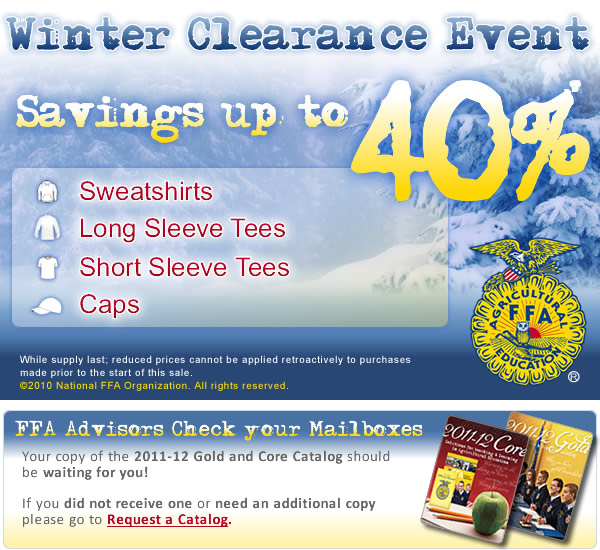 Winter Clearance Event
Savings up to 40%
Sweatshirts
Long Sleeve Tees
Short Sleeve Tees
Caps
AGRICULTURAL
FFA
EDUCATION
®
While supply last; reduced prices cannot be applied retroactively to purchases
made prior to the start of this sale.
©2010 National FFA Organization. All rights reserved.
FFA Advisors Check your Mailboxes
Your copy of the 2011-12 Gold and Core Catalog should
be waiting for you!
If you did not receive one or need an additional copy
please go to Request a Catalog.
2011-12 Core
2011-12 Gold